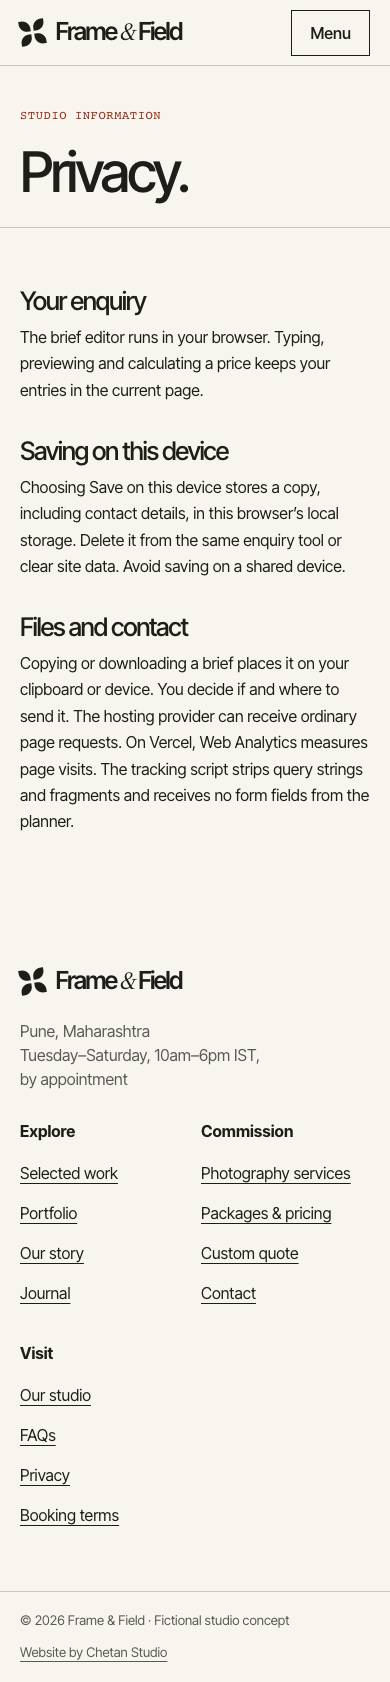 Frame & Field
Menu
STUDIO INFORMATION
Privacy.
Your enquiry
The brief editor runs in your browser. Typing,
previewing and calculating a price keeps your
entries in the current page.
Saving on this device
Choosing Save on this device stores a copy,
including contact details, in this browser’s local
storage. Delete it from the same enquiry tool or
clear site data. Avoid saving on a shared device.
Files and contact
Copying or downloading a brief places it on your
clipboard or device. You decide if and where to
send it. The hosting provider can receive ordinary
page requests. On Vercel, Web Analytics measures
page visits. The tracking script strips query strings
and fragments and receives no form fields from the
planner.
Frame & Field
Pune, Maharashtra
Tuesday–Saturday, 10am–6pm IST,
by appointment
Explore
Selected work
Portfolio
Our story
Journal
Commission
Photography services
Packages & pricing
Custom quote
Contact
Visit
Our studio
FAQs
Privacy
Booking terms
© 2026 Frame & Field · Fictional studio concept
Website by Chetan Studio